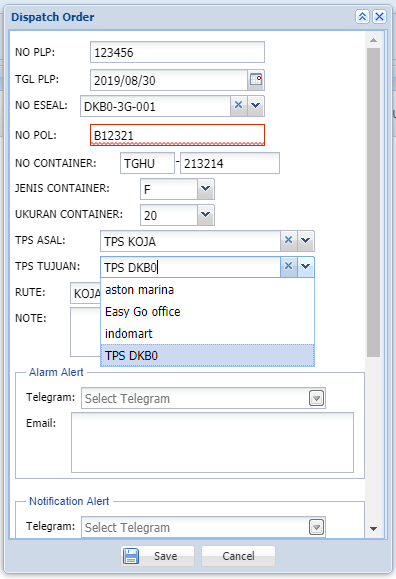 Dispatch Order
NO PLP: 123456
TGL PLP: 2019/08/30
NO ESEAL: DKB0-3G-001
NO POL: B12321
NO CONTAINER: TGHU - 213214
JENIS CONTAINER: F
UKURAN CONTAINER: 20
TPS ASAL: TPS KOJA
TPS TUJUAN: TPS DKB0
aston marina
Easy Go office
indomart
TPS DKB0
RUTE: KOJA
NOTE:
Alarm Alert
Telegram: Select Telegram
Email:
Notification Alert
Telegram: Select Telegram
Save Cancel